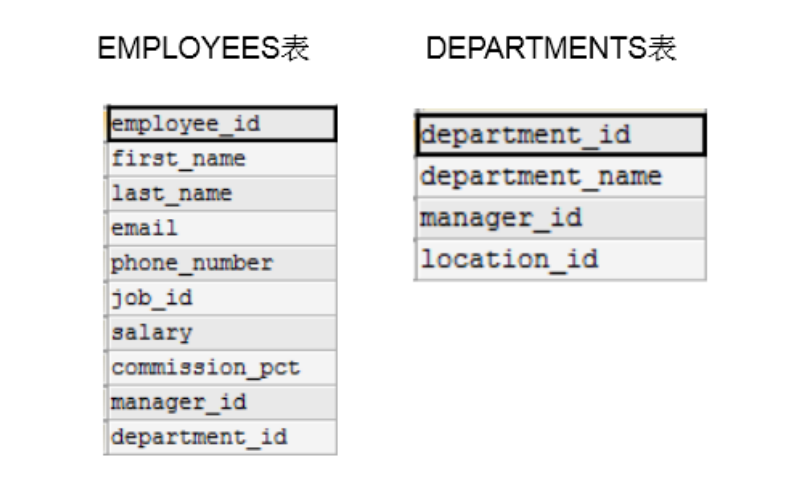 EMPLOYEES表
employee_id
first_name
last_name
email
phone_number
job_id
salary
commission_pct
manager_id
department_id
DEPARTMENTS表
department_id
department_name
manager_id
location_id